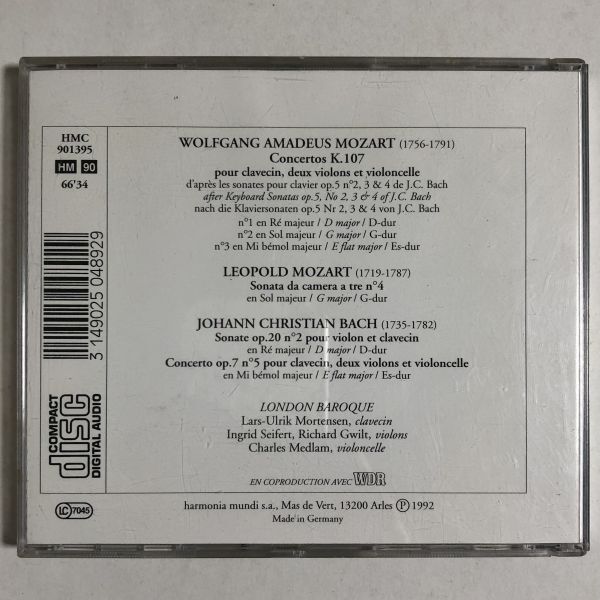 HMC
901395
HM 90
66'34
3 149025 048929
COMPACT
disc
DIGITAL AUDIO
LC 7045
WOLFGANG AMADEUS MOZART (1756-1791)
Concertos K.107
pour clavecin, deux violons et violoncelle
d'après les sonates pour clavier op.5 n°2, 3 & 4 de J.C. Bach
after Keyboard Sonatas op.5, No 2, 3 & 4 of J.C. Bach
nach die Klaviersonaten op.5 Nr 2, 3 & 4 von J.C. Bach
n°1 en Ré majeur / D major / D-dur
n°2 en Sol majeur / G major / G-dur
n°3 en Mi bémol majeur / E flat major / Es-dur
LEOPOLD MOZART (1719-1787)
Sonata da camera a tre n°4
en Sol majeur / G major / G-dur
JOHANN CHRISTIAN BACH (1735-1782)
Sonate op.20 n°2 pour violon et clavecin
en Ré majeur / D major / D-dur
Concerto op.7 n°5 pour clavecin, deux violons et violoncelle
en Mi bémol majeur / E flat major / Es-dur
LONDON BAROQUE
Lars-Ulrik Mortensen, clavecin
Ingrid Seifert, Richard Gwilt, violons
Charles Medlam, violoncelle
EN COPRODUCTION AVEC WDR
harmonia mundi s.a., Mas de Vert, 13200 Arles Ⓟ 1992
Made in Germany